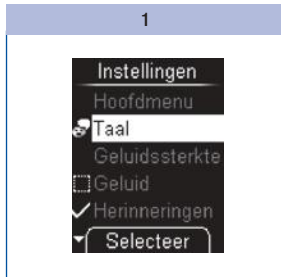 1
Instellingen
Hoofdmenu
Taal
Geluidssterkte
Geluid
Herinneringen
Selecteer